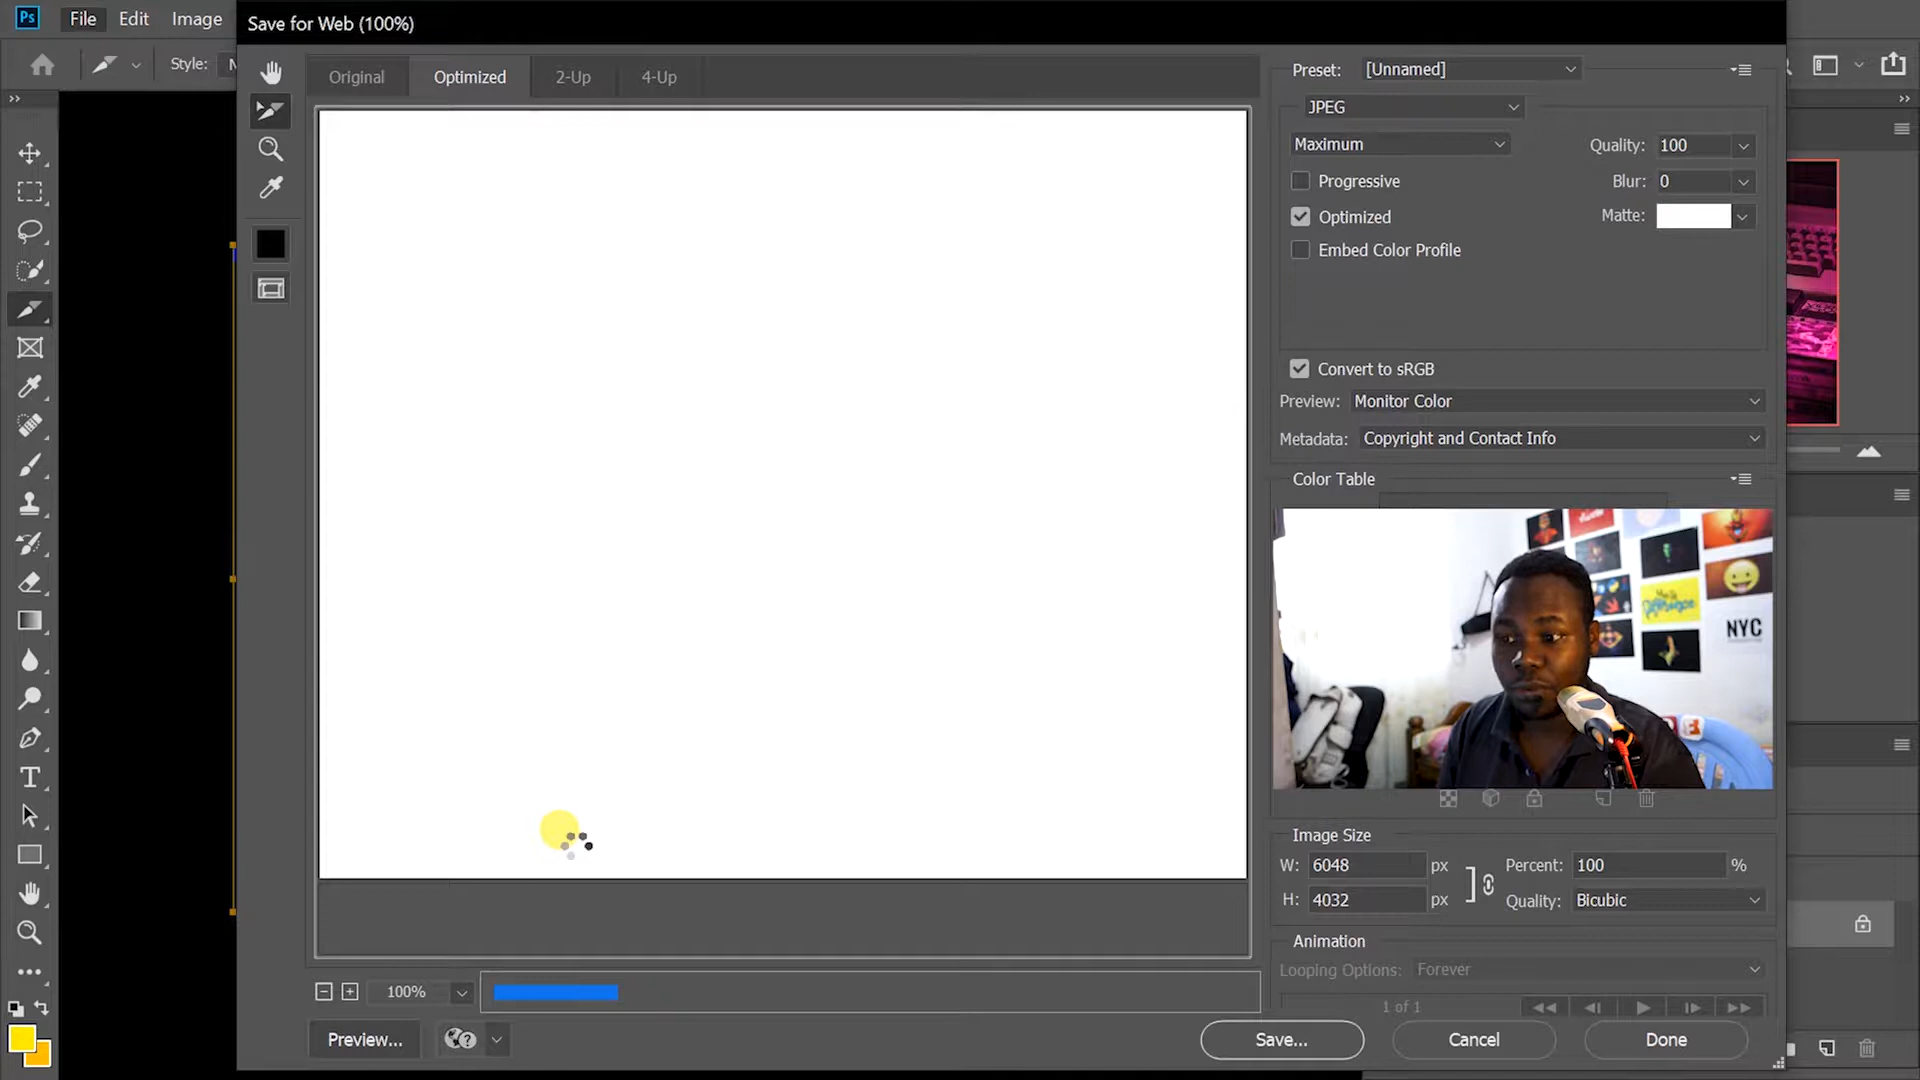 Ps File Edit Image
Save for Web (100%)
Style:
Original Optimized 2-Up 4-Up
Preset: [Unnamed]
JPEG
Maximum Quality: 100
Progressive Blur: 0
Optimized Matte:
Embed Color Profile
Convert to sRGB
Preview: Monitor Color
Metadata: Copyright and Contact Info
Color Table
NYC
Image Size
W: 6048 px Percent: 100 %
H: 4032 px Quality: Bicubic
Animation
Looping Options: Forever
1 of 1
100%
Preview... Save... Cancel Done